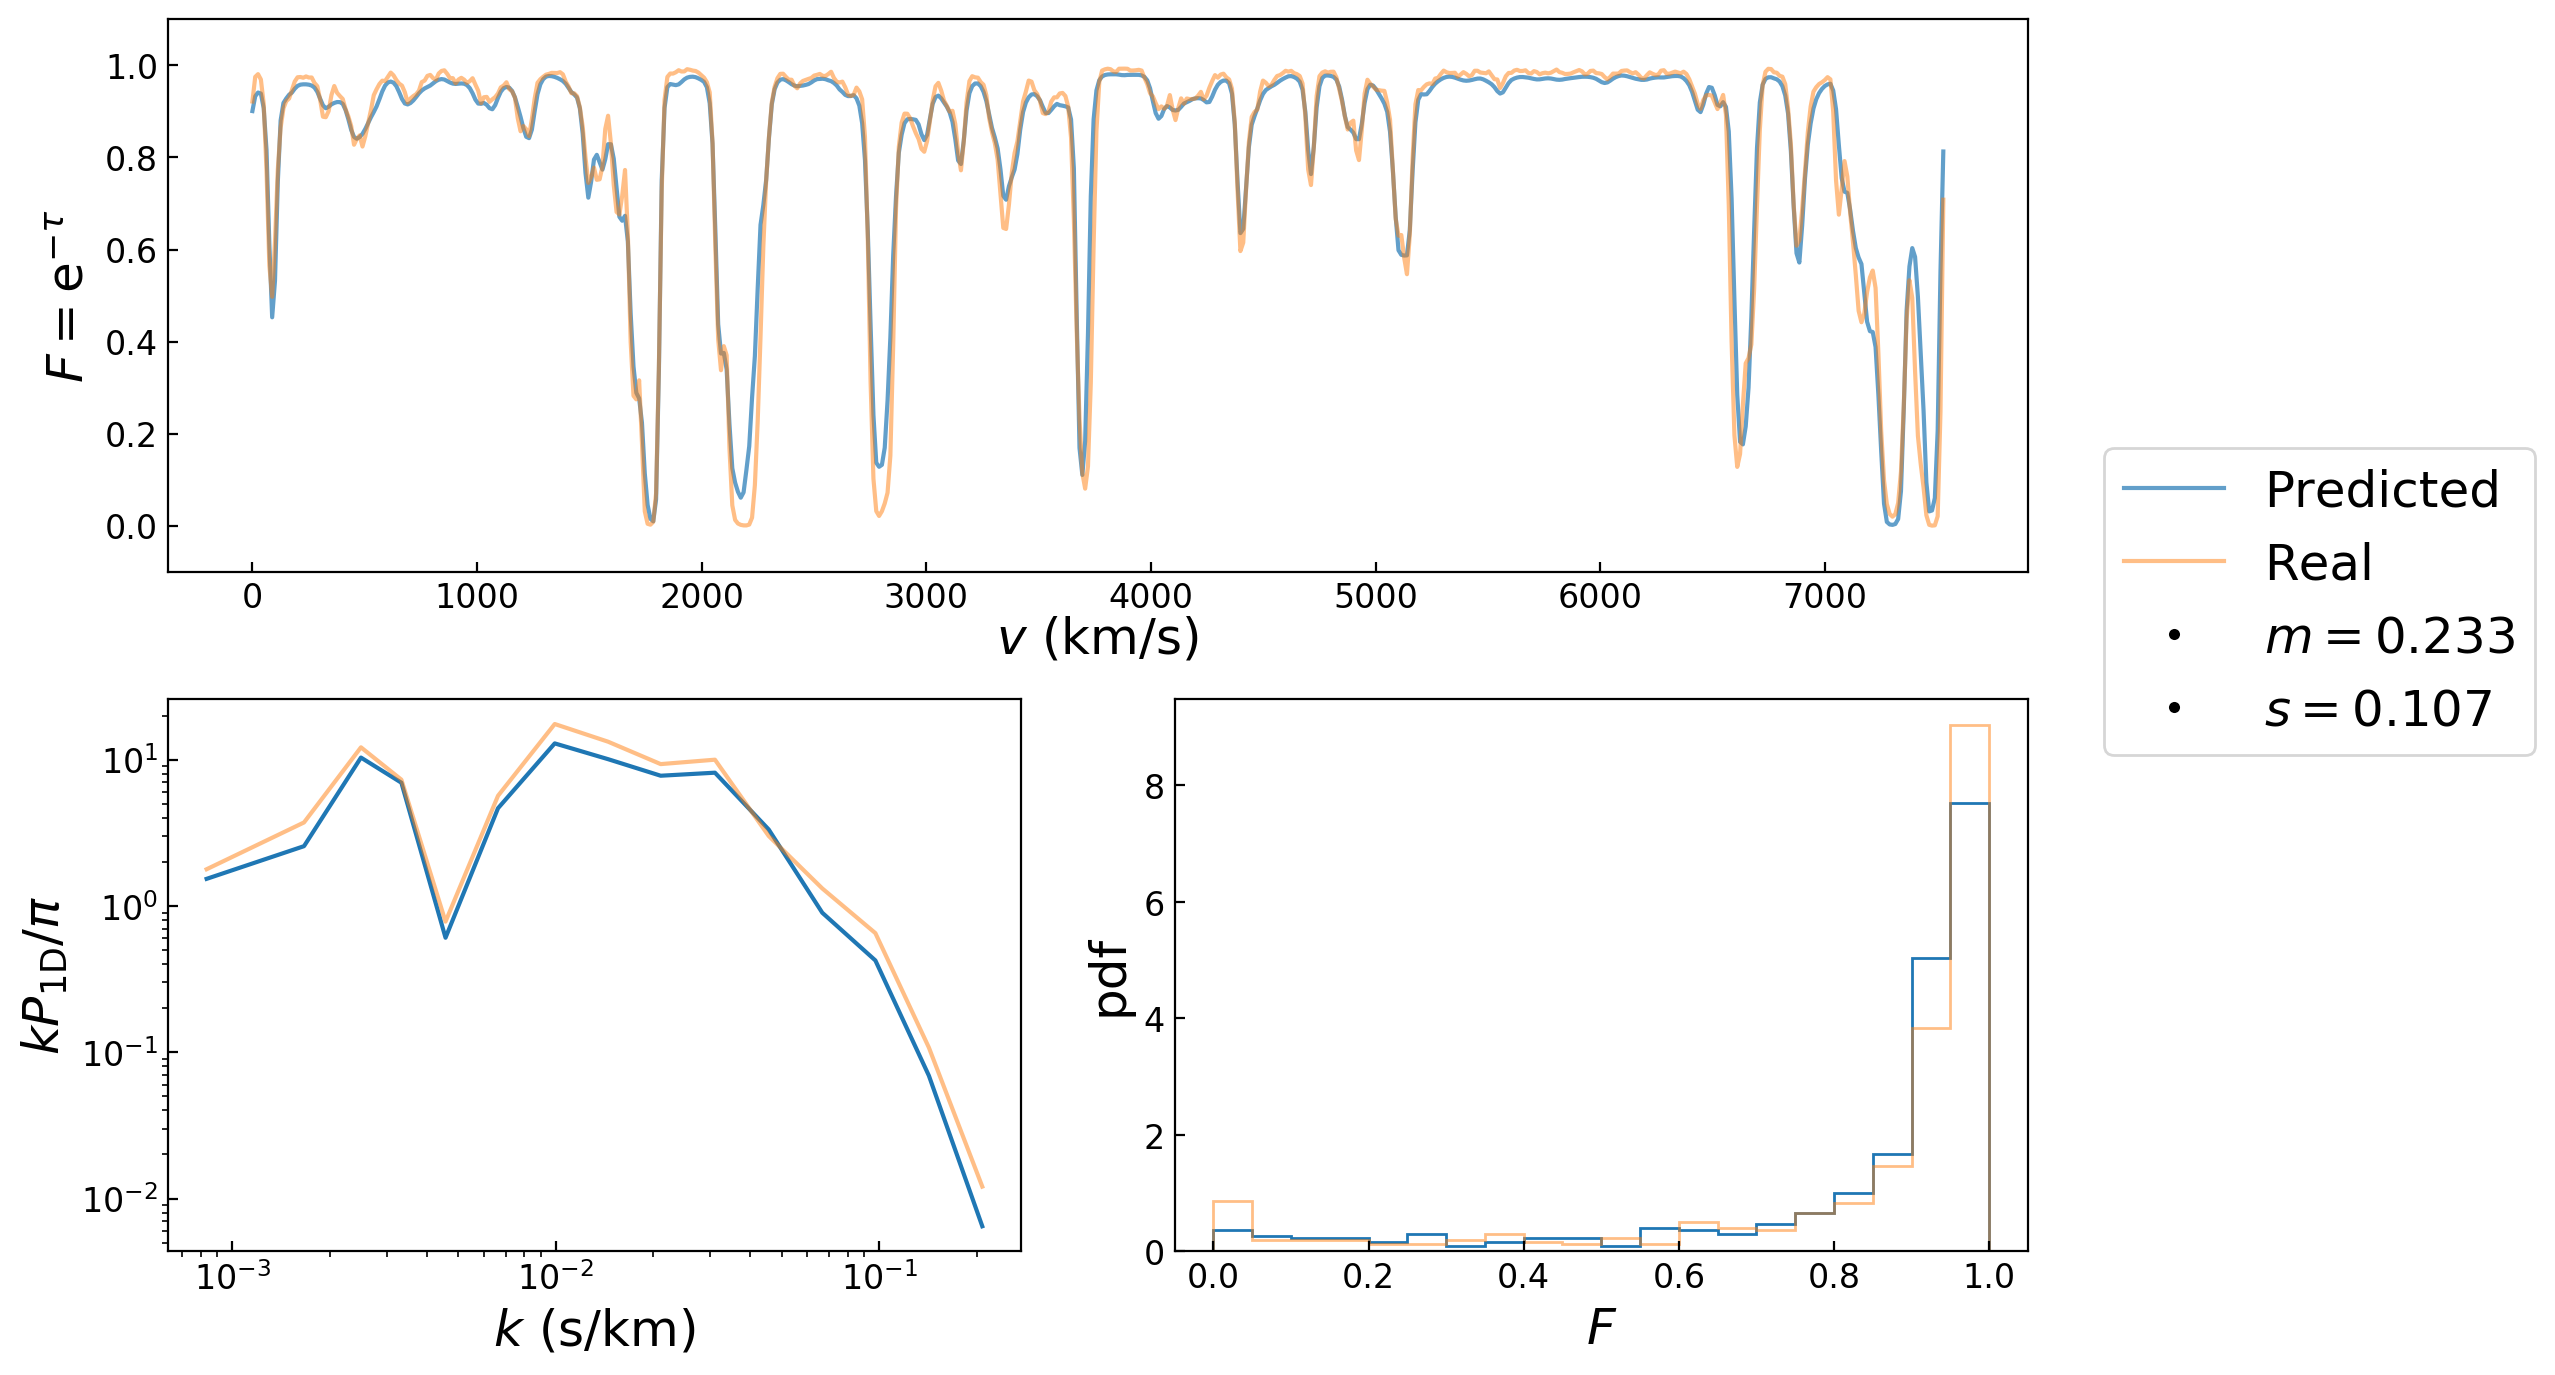 F = e^{-τ}
1.0
0.8
0.6
0.4
0.2
0.0
0 1000 2000 3000 4000 5000 6000 7000
v (km/s)
Predicted
Real
m = 0.233
s = 0.107
kP_{1D}/π
10^1
10^0
10^{-1}
10^{-2}
10^{-3} 10^{-2} 10^{-1}
k (s/km)
pdf
8
6
4
2
0
0.0 0.2 0.4 0.6 0.8 1.0
F